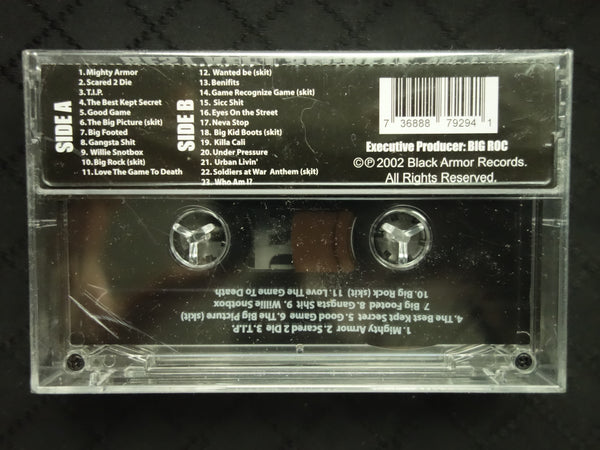 SIDE A
1. Mighty Armor
2. Scared 2 Die
3. T.I.P.
4. The Best Kept Secret
5. Good Game
6. The Big Picture (skit)
7. Big Footed
8. Gangsta Shit
9. Willie Snotbox
10. Big Rock (skit)
11. Love The Game To Death
SIDE B
12. Wanted be (skit)
13. Benifits
14. Game Recognize Game (skit)
15. Sicc Shit
16. Eyes On the Street
17. Neva Stop
18. Big Kid Boots (skit)
19. Killa Cali
20. Under Pressure
21. Urban Livin'
22. Soldiers at War Anthem (skit)
23. Who Am I?
7 36888 79294 1
Executive Producer: BIG ROC
©℗ 2002 Black Armor Records.
All Rights Reserved.
1. Mighty Armor 2. Scared 2 Die 3. T.I.P.
4. The Best Kept Secret 5. Good Game 6. The Big Picture (skit)
7. Big Footed 8. Gangsta Shit 9. Willie Snotbox
10. Big Rock (skit) 11. Love The Game To Death